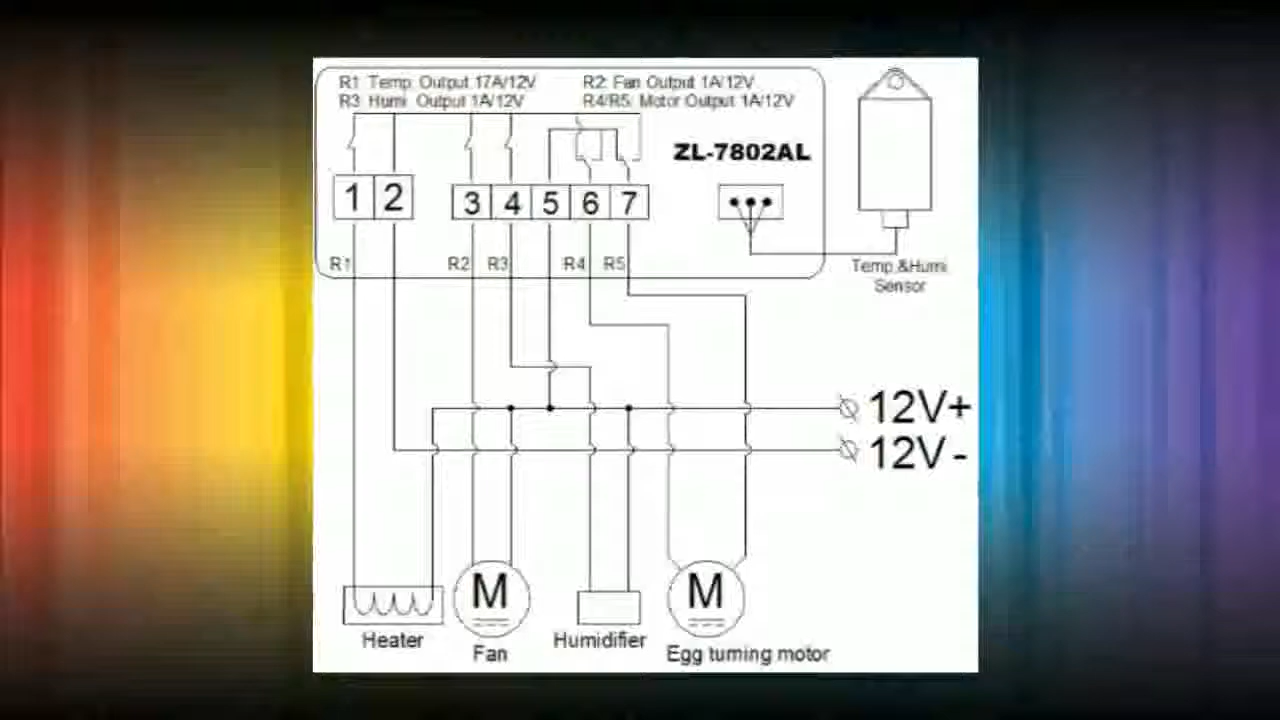 R1 Temp. Output 17A/12V R2: Fan Output 1A/12V
R3 Humi. Output 1A/12V R4/R5: Motor Output 1A/12V
ZL-7802AL
1 2 3 4 5 6 7
R1 R2 R3 R4 R5
Temp.&Humi.
Sensor
12V+
12V-
M M
Heater
Fan
Humidifier
Egg turning motor